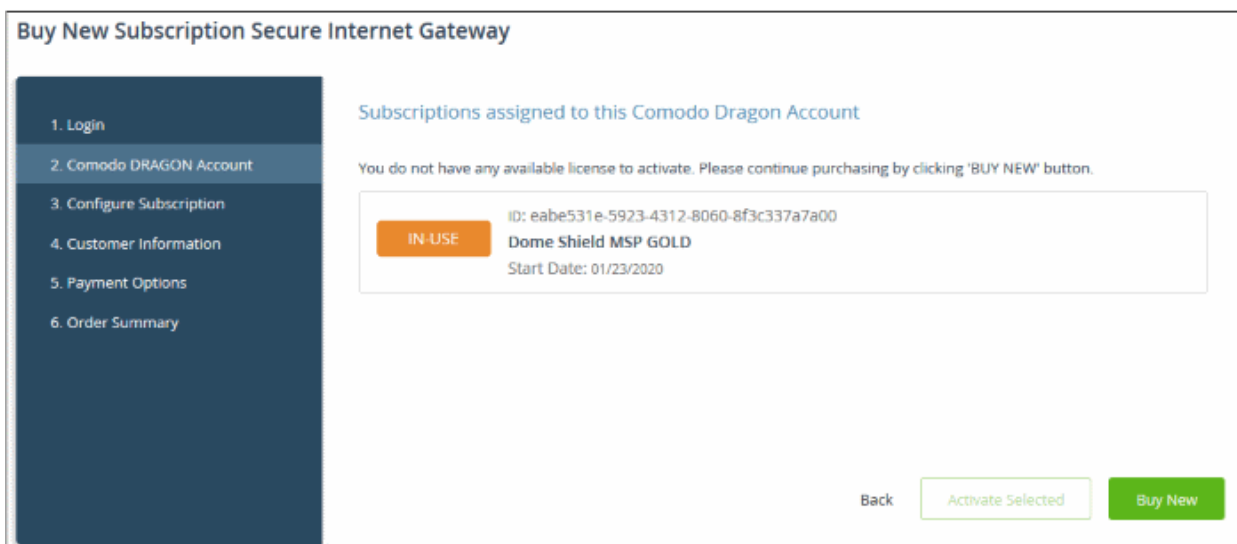 Buy New Subscription Secure Internet Gateway
1. Login
2. Comodo DRAGON Account
3. Configure Subscription
4. Customer Information
5. Payment Options
6. Order Summary
Subscriptions assigned to this Comodo Dragon Account
You do not have any available license to activate. Please continue purchasing by clicking 'BUY NEW' button.
IN-USE
ID: eabe531e-5923-4312-8060-8f3c337a7a00
Dome Shield MSP GOLD
Start Date: 01/23/2020
Back
Activate Selected
Buy New